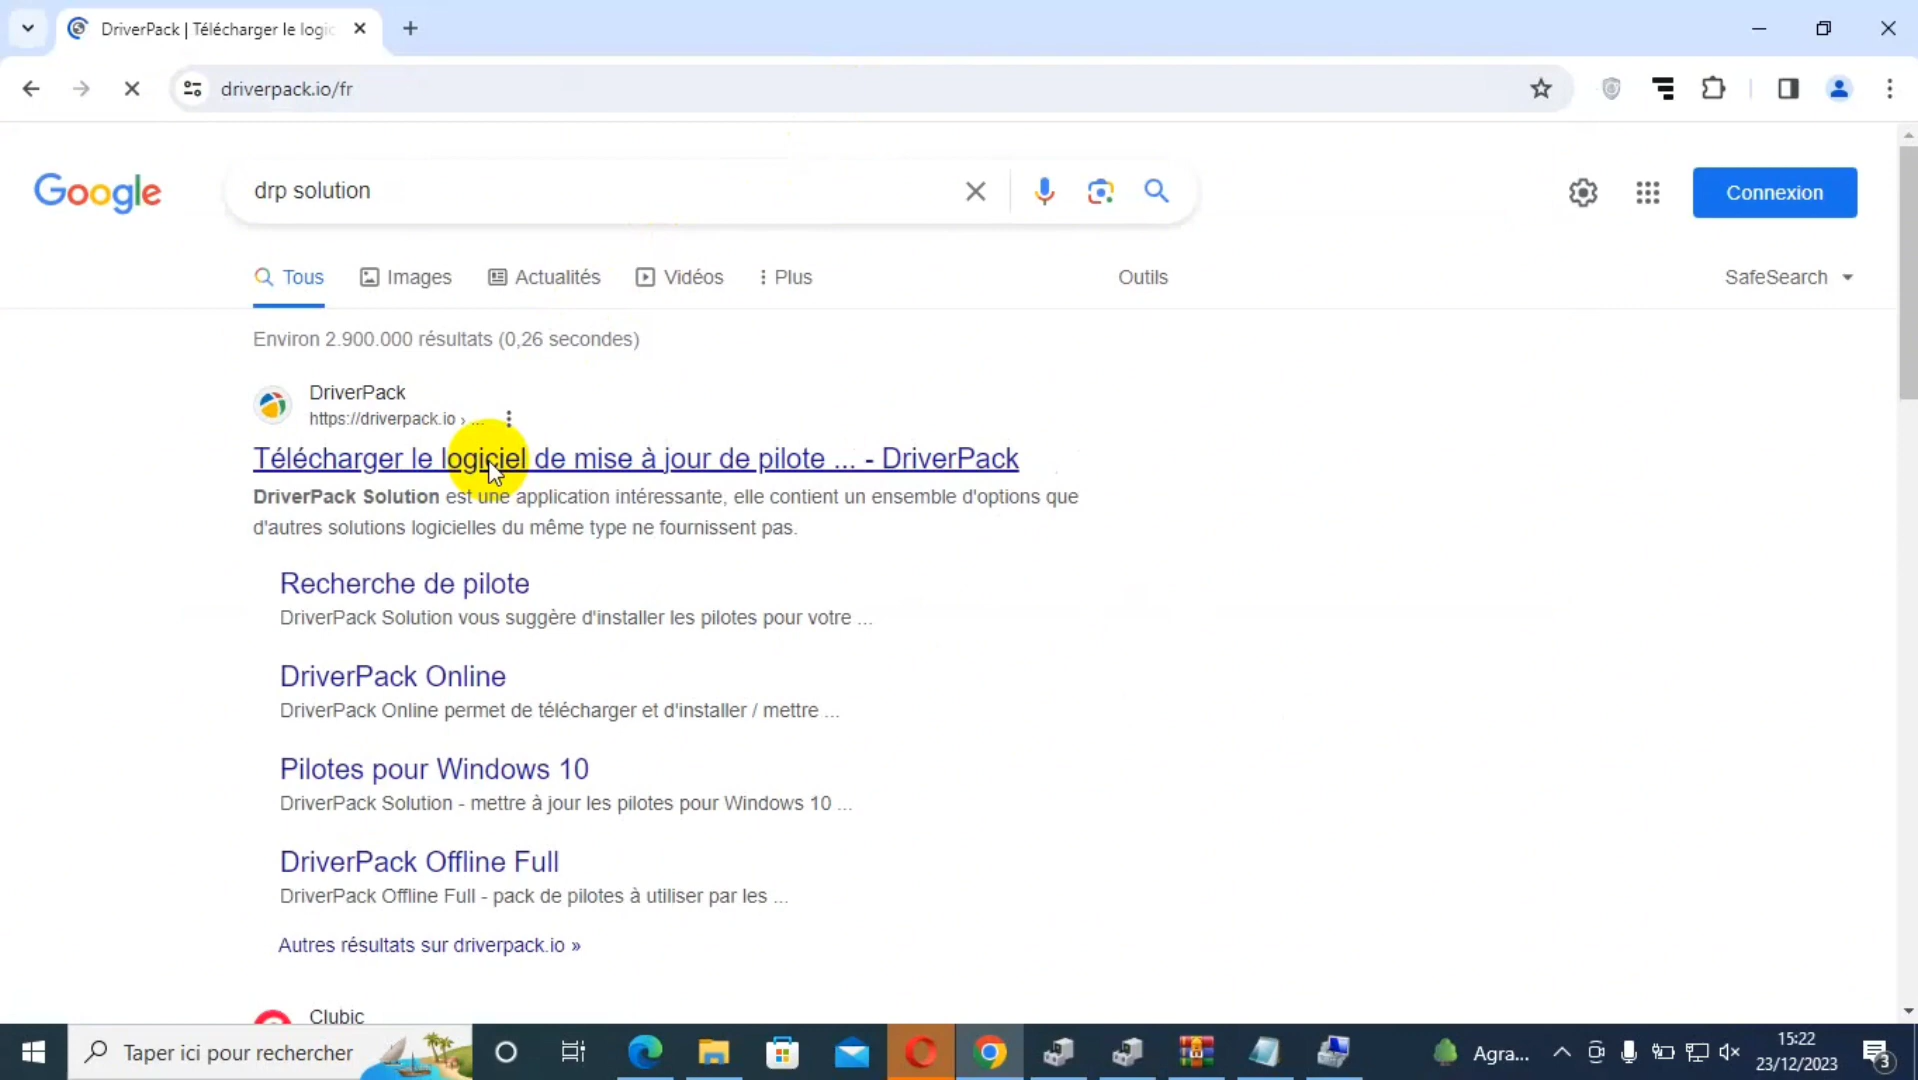 DriverPack | Télécharger le logi
driverpack.io/fr
Google
drp solution
Connexion
Tous
Images
Actualités
Vidéos
Plus
Outils
SafeSearch
Environ 2.900.000 résultats (0,26 secondes)
DriverPack
https://driverpack.io › ...
Télécharger le logiciel de mise à jour de pilote ... - DriverPack
DriverPack Solution est une application intéressante, elle contient un ensemble d'options que
d'autres solutions logicielles du même type ne fournissent pas.
Recherche de pilote
DriverPack Solution vous suggère d'installer les pilotes pour votre ...
DriverPack Online
DriverPack Online permet de télécharger et d'installer / mettre ...
Pilotes pour Windows 10
DriverPack Solution - mettre à jour les pilotes pour Windows 10 ...
DriverPack Offline Full
DriverPack Offline Full - pack de pilotes à utiliser par les ...
Autres résultats sur driverpack.io »
Clubic
Taper ici pour rechercher
Agra...
15:22
23/12/2023
3